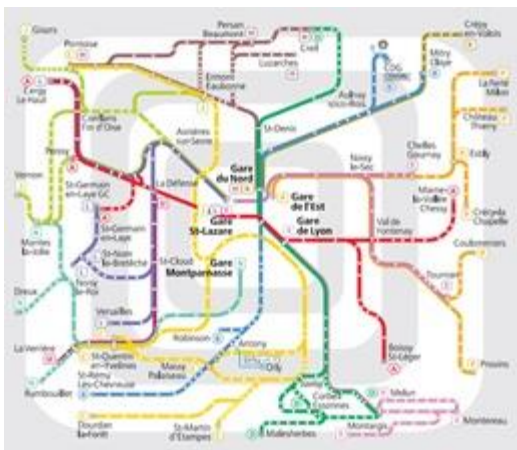 Gisors
Pontoise
Persan
Beaumont
Creil
Crépy
en-Valois
Luzarches
Ermont
Eaubonne
CDG
Mitry
Claye
Cergy
Le Haut
Conflans
Fin d'Oise
Aulnay
s/s-Bois
La Ferté
Milon
Château
Thierry
Asnières
sur-Seine
St-Denis
Poissy
Chelles
Gournay
Esbly
Noisy
le-Sec
Vernon
St-Germain
en-Laye GC
La Défense
Gare
du Nord
Gare
de l'Est
Marne-
la-Vallée
Chessy
Gare
St-Lazare
Gare
de Lyon
Val de
Fontenay
Crécy-la
Chapelle
St-Germain
en-Laye
Mantes
la-Jolie
St-Nom
la-Bretèche
St-Cloud
Gare
Montparnasse
Coulommiers
Noisy
le-Roi
Tournan
Dreux
Versailles
Robinson
Antony
La Verrière
Boissy
St-Léger
Provins
St-Quentin
en-Yvelines
Massy
Palaiseau
Orly
St-Rémy
Lès-Chevreuse
Rambouillet
Juvisy
Corbeil
Essonnes
Melun
Dourdan
la-Forêt
St-Martin
d'Etampes
Malesherbes
Montargis
Montereau